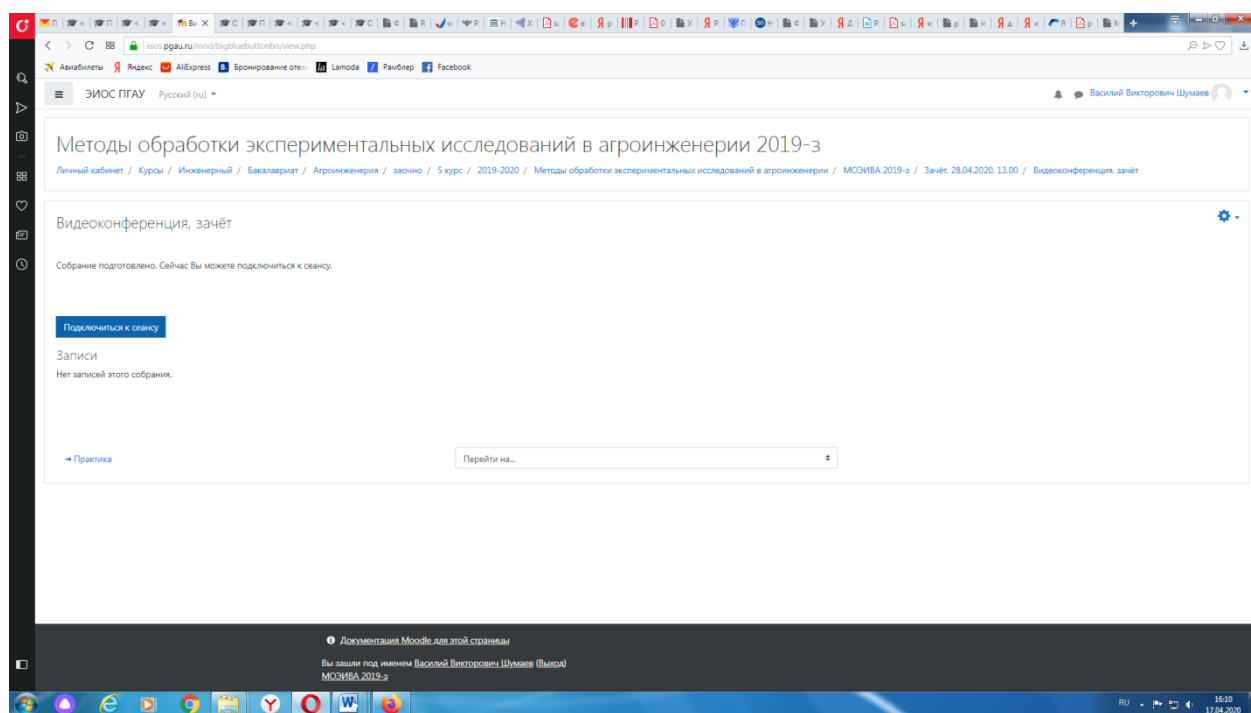 eios.pgau.ru/mod/bigbluebuttonbn/view.php
Авиабилеты Яндекс AliExpress Бронирование отел Lamoda Рамблер Facebook
ЭИОС ПГАУ Русский (ru) Василий Викторович Шумаев
Методы обработки экспериментальных исследований в агроинженерии 2019-з
Личный кабинет / Курсы / Инженерный / Бакалавриат / Агроинженерия / заочно / 5 курс / 2019-2020 / Методы обработки экспериментальных исследований в агроинженерии / МОЭИВА 2019-з / Зачёт, 28.04.2020, 13.00 / Видеоконференция, зачёт
Видеоконференция, зачёт
Собрание подготовлено. Сейчас Вы можете подключиться к сеансу.
Подключиться к сеансу
Записи
Нет записей этого собрания.
◄ Практика Перейти на...
Документация Moodle для этой страницы
Вы зашли под именем Василий Викторович Шумаев (Выход)
МОЭИВА 2019-з
RU 16:10
17.04.2020